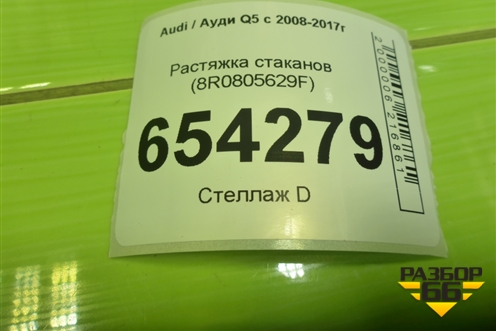 Audi / Ауди Q5 с 2008-2017г
Растяжка стаканов
(8R0805629F)
654279
Стеллаж D
2000006216861
РАЗБОР
66